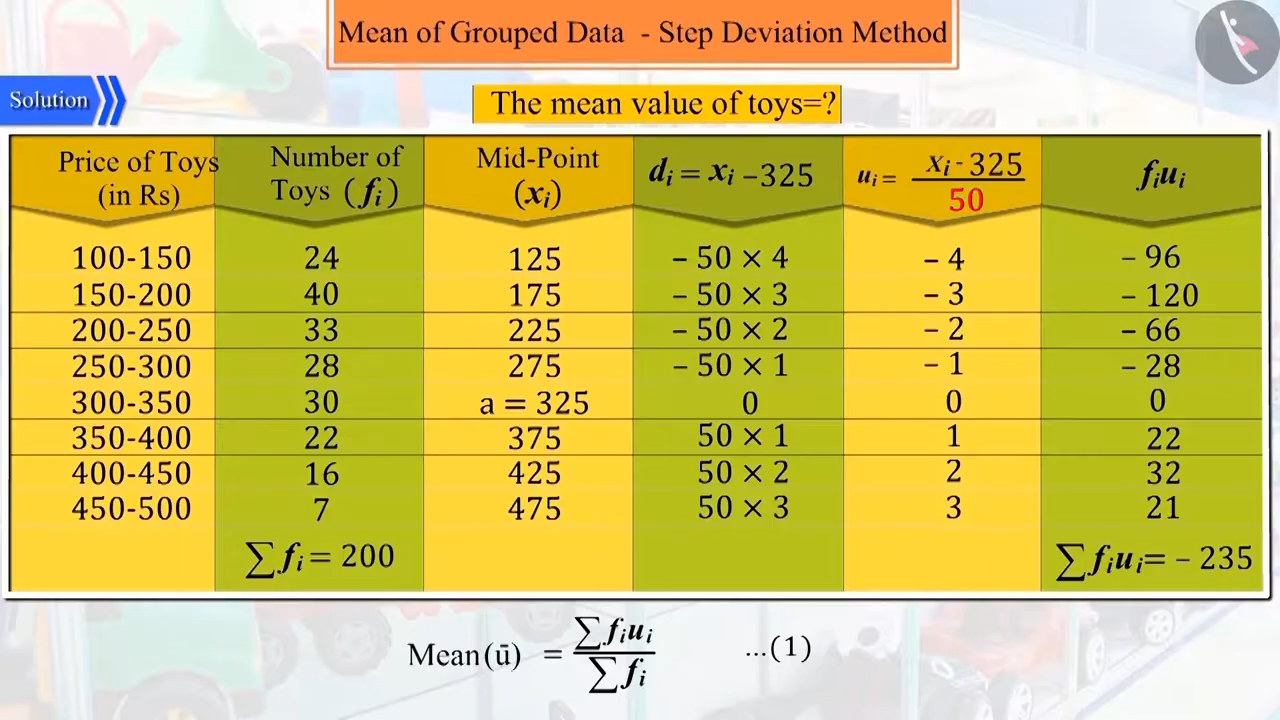 Mean of Grouped Data - Step Deviation Method
Solution
The mean value of toys=?
Price of Toys (in Rs) Number of Toys (fᵢ) Mid-Point (xᵢ) dᵢ = xᵢ −325 uᵢ = xᵢ - 325 / 50 fᵢuᵢ
100-150 24 125 – 50 × 4 – 4 – 96
150-200 40 175 – 50 × 3 – 3 – 120
200-250 33 225 – 50 × 2 – 2 – 66
250-300 28 275 – 50 × 1 – 1 – 28
300-350 30 a = 325 0 0 0
350-400 22 375 50 × 1 1 22
400-450 16 425 50 × 2 2 32
450-500 7 475 50 × 3 3 21
∑fᵢ = 200 ∑fᵢuᵢ= – 235
Mean(ū) = ∑fᵢuᵢ / ∑fᵢ ...(1)